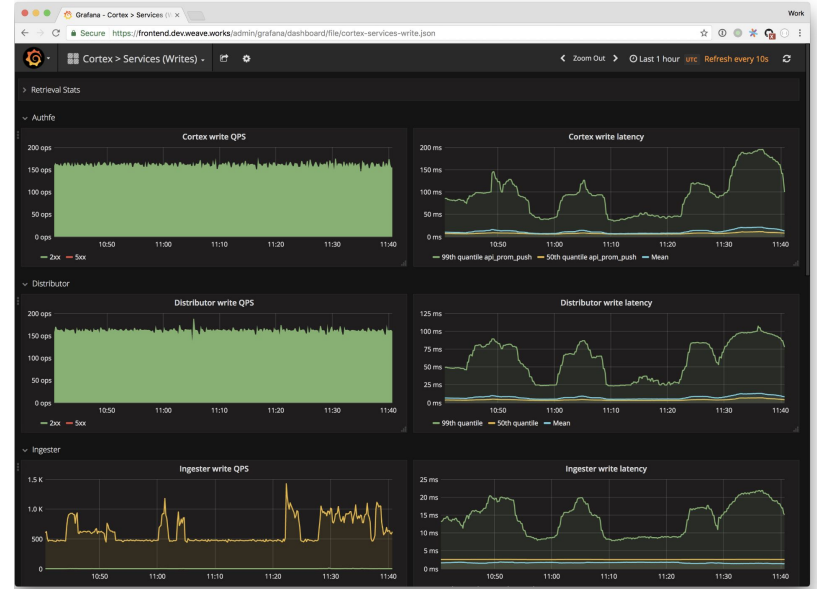 Grafana - Cortex > Services (
Work
Secure https://frontend.dev.weave.works/admin/grafana/dashboard/file/cortex-services-write.json
Cortex > Services (Writes)
Zoom Out
Last 1 hour UTC Refresh every 10s
Retrieval Stats
Authfe
Cortex write QPS
200 ops
150 ops
100 ops
50 ops
0 ops
10:50 11:00 11:10 11:20 11:30 11:40
2xx 5xx
Cortex write latency
200 ms
150 ms
100 ms
50 ms
0 ms
10:50 11:00 11:10 11:20 11:30 11:40
99th quantile api_prom_push 50th quantile api_prom_push Mean
Distributor
Distributor write QPS
200 ops
150 ops
100 ops
50 ops
0 ops
10:50 11:00 11:10 11:20 11:30 11:40
2xx 5xx
Distributor write latency
125 ms
100 ms
75 ms
50 ms
25 ms
0 ms
10:50 11:00 11:10 11:20 11:30 11:40
99th quantile 50th quantile Mean
Ingester
Ingester write QPS
1.5 K
1.0 K
500
0
10:50 11:00 11:10 11:20 11:30 11:40
Ingester write latency
25 ms
20 ms
15 ms
10 ms
5 ms
0 ms
10:50 11:00 11:10 11:20 11:30 11:40